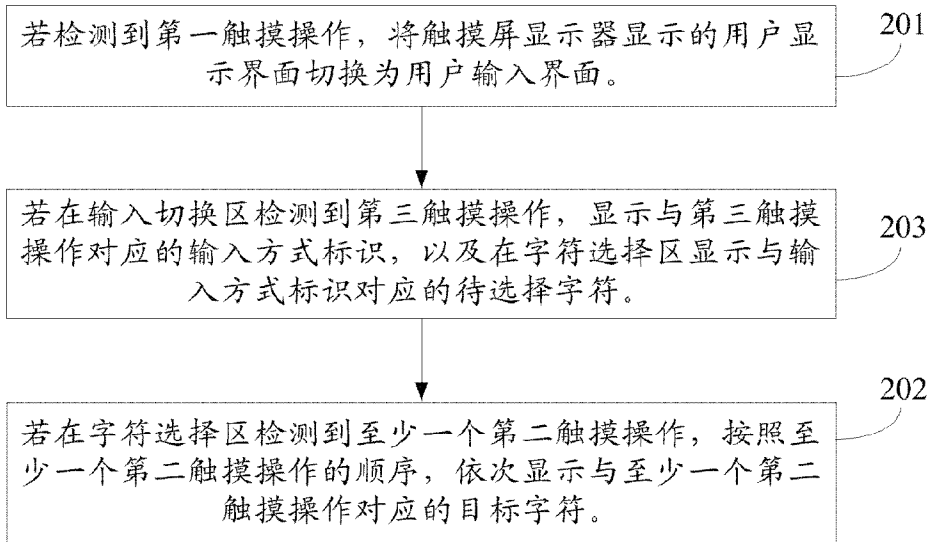 若检测到第一触摸操作，将触摸屏显示器显示的用户显
示界面切换为用户输入界面。
201
若在输入切换区检测到第三触摸操作，显示与第三触摸
操作对应的输入方式标识，以及在字符选择区显示与输
入方式标识对应的待选择字符。
203
若在字符选择区检测到至少一个第二触摸操作，按照至
少一个第二触摸操作的顺序，依次显示与至少一个第二
触摸操作对应的目标字符。
202